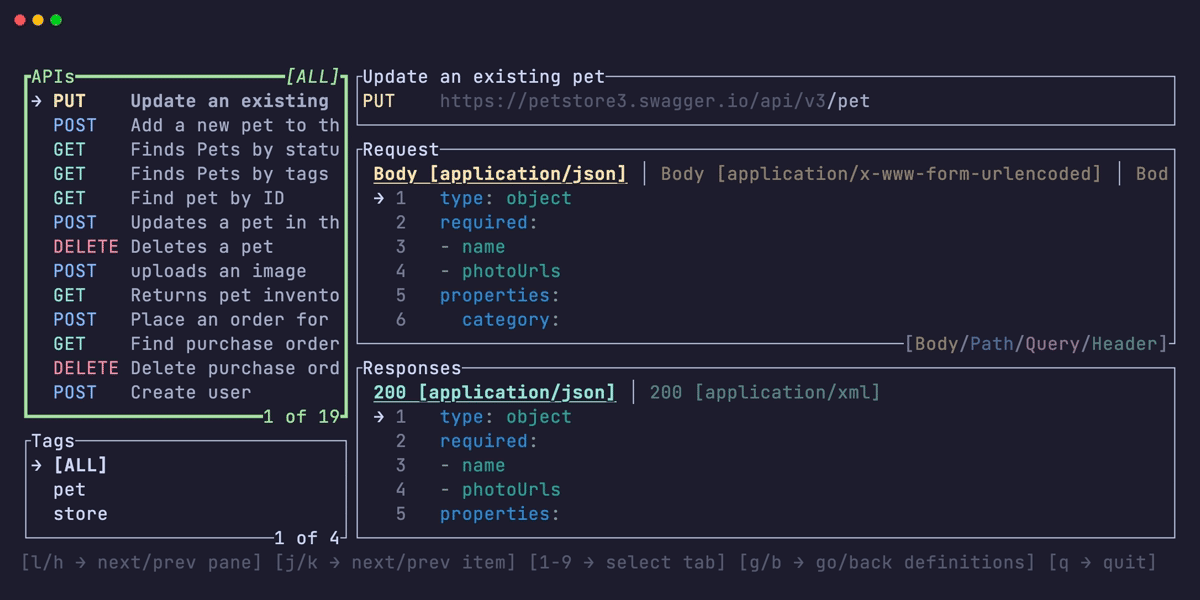 APIs [ALL]
→ PUT Update an existing
POST Add a new pet to th
GET Finds Pets by statu
GET Finds Pets by tags
GET Find pet by ID
POST Updates a pet in th
DELETE Deletes a pet
POST uploads an image
GET Returns pet invento
POST Place an order for
GET Find purchase order
DELETE Delete purchase ord
POST Create user
1 of 19
Tags
→ [ALL]
pet
store
1 of 4
Update an existing pet
PUT https://petstore3.swagger.io/api/v3/pet
Request
Body [application/json] │ Body [application/x-www-form-urlencoded] │ Bod
→ 1 type: object
2 required:
3 - name
4 - photoUrls
5 properties:
6 category:
[Body/Path/Query/Header]
Responses
200 [application/json] │ 200 [application/xml]
→ 1 type: object
2 required:
3 - name
4 - photoUrls
5 properties:
[l/h → next/prev pane] [j/k → next/prev item] [1-9 → select tab] [g/b → go/back definitions] [q → quit]